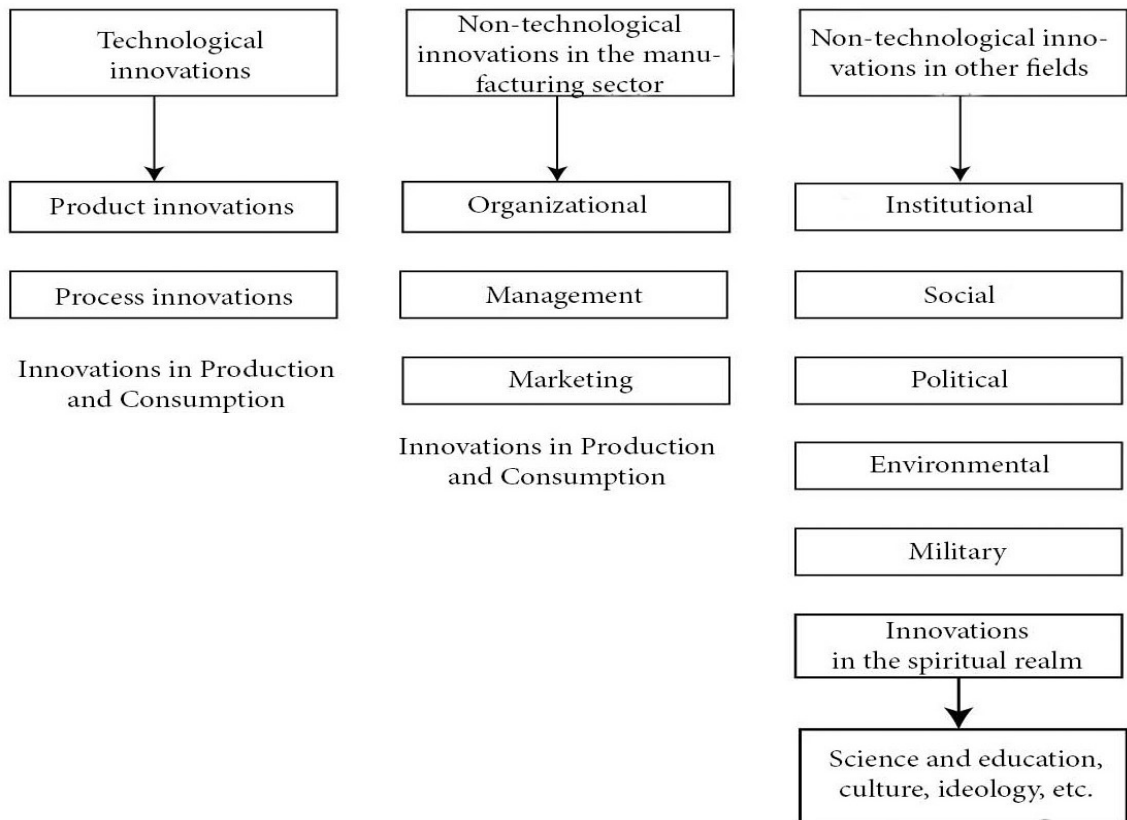 Technological
innovations
Product innovations
Process innovations
Innovations in Production
and Consumption
Non-technological
innovations in the manu-
facturing sector
Organizational
Management
Marketing
Innovations in Production
and Consumption
Non-technological inno-
vations in other fields
Institutional
Social
Political
Environmental
Military
Innovations
in the spiritual realm
Science and education,
culture, ideology, etc.